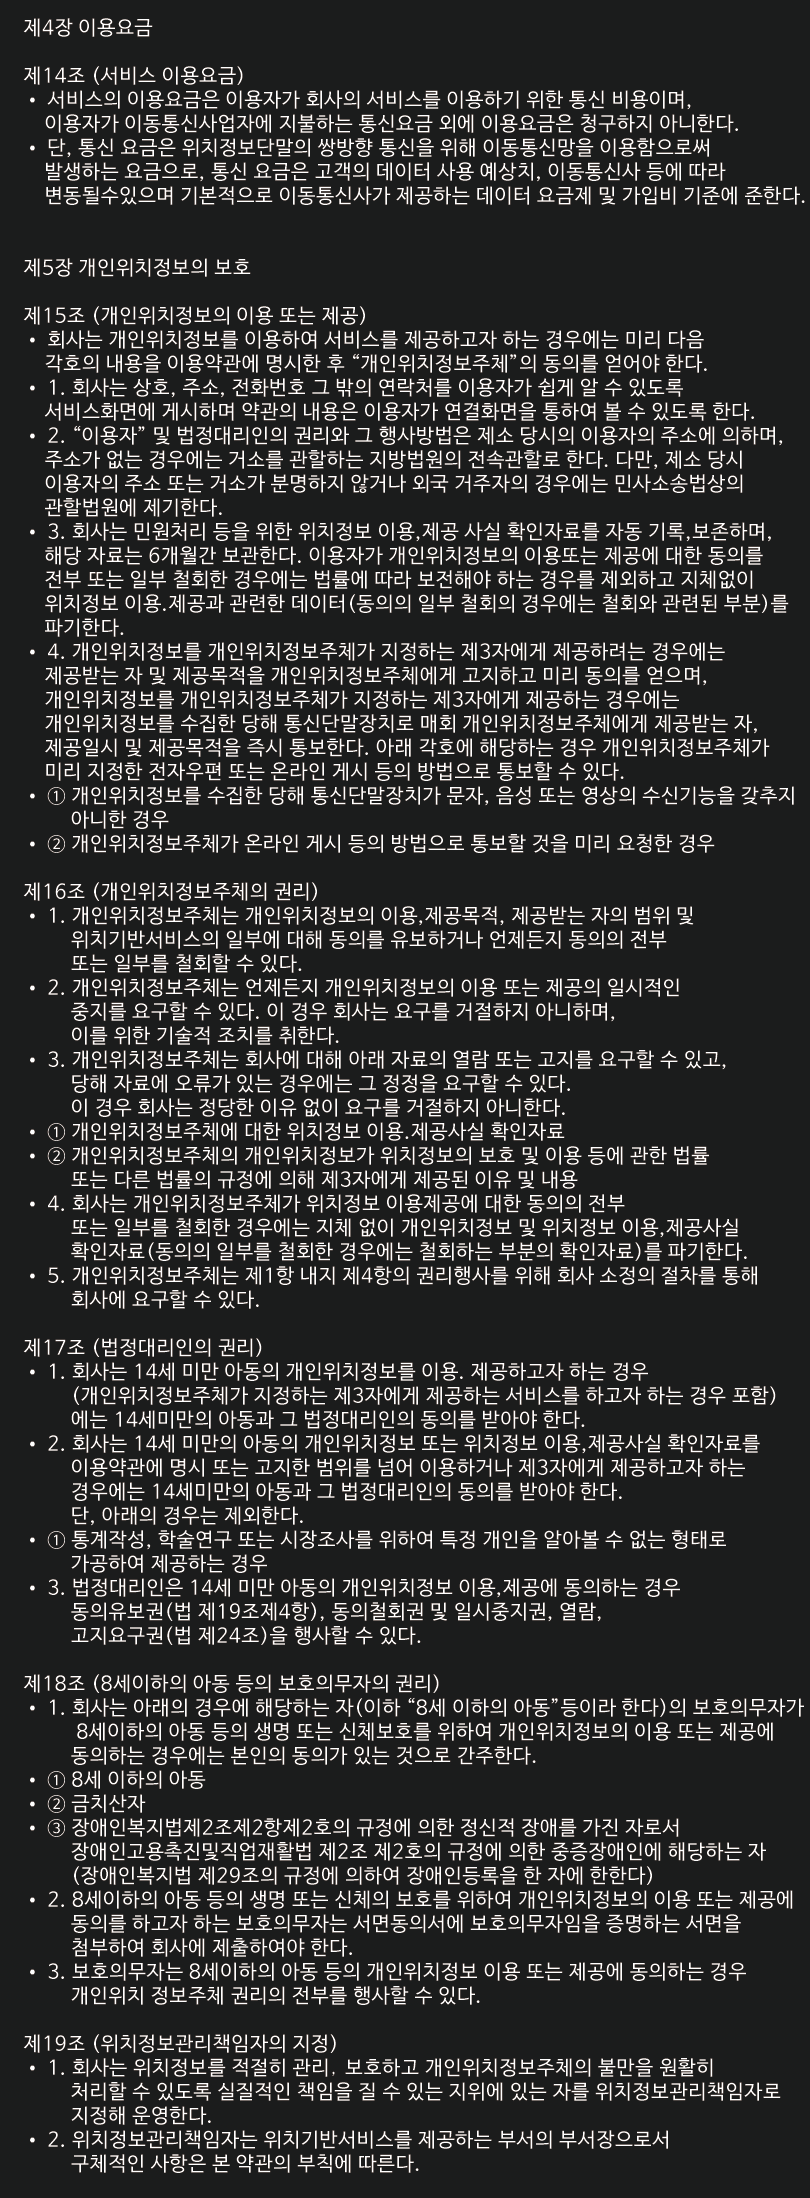 제4장 이용요금
제14조 (서비스 이용요금)
• 서비스의 이용요금은 이용자가 회사의 서비스를 이용하기 위한 통신 비용이며,
이용자가 이동통신사업자에 지불하는 통신요금 외에 이용요금은 청구하지 아니한다.
• 단, 통신 요금은 위치정보단말의 쌍방향 통신을 위해 이동통신망을 이용함으로써
발생하는 요금으로, 통신 요금은 고객의 데이터 사용 예상치, 이동통신사 등에 따라
변동될수있으며 기본적으로 이동통신사가 제공하는 데이터 요금제 및 가입비 기준에 준한다.
제5장 개인위치정보의 보호
제15조 (개인위치정보의 이용 또는 제공)
• 회사는 개인위치정보를 이용하여 서비스를 제공하고자 하는 경우에는 미리 다음
각호의 내용을 이용약관에 명시한 후 “개인위치정보주체”의 동의를 얻어야 한다.
• 1. 회사는 상호, 주소, 전화번호 그 밖의 연락처를 이용자가 쉽게 알 수 있도록
서비스화면에 게시하며 약관의 내용은 이용자가 연결화면을 통하여 볼 수 있도록 한다.
• 2. “이용자” 및 법정대리인의 권리와 그 행사방법은 제소 당시의 이용자의 주소에 의하며,
주소가 없는 경우에는 거소를 관할하는 지방법원의 전속관할로 한다. 다만, 제소 당시
이용자의 주소 또는 거소가 분명하지 않거나 외국 거주자의 경우에는 민사소송법상의
관할법원에 제기한다.
• 3. 회사는 민원처리 등을 위한 위치정보 이용,제공 사실 확인자료를 자동 기록,보존하며,
해당 자료는 6개월간 보관한다. 이용자가 개인위치정보의 이용또는 제공에 대한 동의를
전부 또는 일부 철회한 경우에는 법률에 따라 보전해야 하는 경우를 제외하고 지체없이
위치정보 이용.제공과 관련한 데이터(동의의 일부 철회의 경우에는 철회와 관련된 부분)를
파기한다.
• 4. 개인위치정보를 개인위치정보주체가 지정하는 제3자에게 제공하려는 경우에는
제공받는 자 및 제공목적을 개인위치정보주체에게 고지하고 미리 동의를 얻으며,
개인위치정보를 개인위치정보주체가 지정하는 제3자에게 제공하는 경우에는
개인위치정보를 수집한 당해 통신단말장치로 매회 개인위치정보주체에게 제공받는 자,
제공일시 및 제공목적을 즉시 통보한다. 아래 각호에 해당하는 경우 개인위치정보주체가
미리 지정한 전자우편 또는 온라인 게시 등의 방법으로 통보할 수 있다.
• ① 개인위치정보를 수집한 당해 통신단말장치가 문자, 음성 또는 영상의 수신기능을 갖추지
아니한 경우
• ② 개인위치정보주체가 온라인 게시 등의 방법으로 통보할 것을 미리 요청한 경우
제16조 (개인위치정보주체의 권리)
• 1. 개인위치정보주체는 개인위치정보의 이용,제공목적, 제공받는 자의 범위 및
위치기반서비스의 일부에 대해 동의를 유보하거나 언제든지 동의의 전부
또는 일부를 철회할 수 있다.
• 2. 개인위치정보주체는 언제든지 개인위치정보의 이용 또는 제공의 일시적인
중지를 요구할 수 있다. 이 경우 회사는 요구를 거절하지 아니하며,
이를 위한 기술적 조치를 취한다.
• 3. 개인위치정보주체는 회사에 대해 아래 자료의 열람 또는 고지를 요구할 수 있고,
당해 자료에 오류가 있는 경우에는 그 정정을 요구할 수 있다.
이 경우 회사는 정당한 이유 없이 요구를 거절하지 아니한다.
• ① 개인위치정보주체에 대한 위치정보 이용.제공사실 확인자료
• ② 개인위치정보주체의 개인위치정보가 위치정보의 보호 및 이용 등에 관한 법률
또는 다른 법률의 규정에 의해 제3자에게 제공된 이유 및 내용
• 4. 회사는 개인위치정보주체가 위치정보 이용제공에 대한 동의의 전부
또는 일부를 철회한 경우에는 지체 없이 개인위치정보 및 위치정보 이용,제공사실
확인자료(동의의 일부를 철회한 경우에는 철회하는 부분의 확인자료)를 파기한다.
• 5. 개인위치정보주체는 제1항 내지 제4항의 권리행사를 위해 회사 소정의 절차를 통해
회사에 요구할 수 있다.
제17조 (법정대리인의 권리)
• 1. 회사는 14세 미만 아동의 개인위치정보를 이용. 제공하고자 하는 경우
(개인위치정보주체가 지정하는 제3자에게 제공하는 서비스를 하고자 하는 경우 포함)
에는 14세미만의 아동과 그 법정대리인의 동의를 받아야 한다.
• 2. 회사는 14세 미만의 아동의 개인위치정보 또는 위치정보 이용,제공사실 확인자료를
이용약관에 명시 또는 고지한 범위를 넘어 이용하거나 제3자에게 제공하고자 하는
경우에는 14세미만의 아동과 그 법정대리인의 동의를 받아야 한다.
단, 아래의 경우는 제외한다.
• ① 통계작성, 학술연구 또는 시장조사를 위하여 특정 개인을 알아볼 수 없는 형태로
가공하여 제공하는 경우
• 3. 법정대리인은 14세 미만 아동의 개인위치정보 이용,제공에 동의하는 경우
동의유보권(법 제19조제4항), 동의철회권 및 일시중지권, 열람,
고지요구권(법 제24조)을 행사할 수 있다.
제18조 (8세이하의 아동 등의 보호의무자의 권리)
• 1. 회사는 아래의 경우에 해당하는 자(이하 “8세 이하의 아동”등이라 한다)의 보호의무자가
8세이하의 아동 등의 생명 또는 신체보호를 위하여 개인위치정보의 이용 또는 제공에
동의하는 경우에는 본인의 동의가 있는 것으로 간주한다.
• ① 8세 이하의 아동
• ② 금치산자
• ③ 장애인복지법제2조제2항제2호의 규정에 의한 정신적 장애를 가진 자로서
장애인고용촉진및직업재활법 제2조 제2호의 규정에 의한 중증장애인에 해당하는 자
(장애인복지법 제29조의 규정에 의하여 장애인등록을 한 자에 한한다)
• 2. 8세이하의 아동 등의 생명 또는 신체의 보호를 위하여 개인위치정보의 이용 또는 제공에
동의를 하고자 하는 보호의무자는 서면동의서에 보호의무자임을 증명하는 서면을
첨부하여 회사에 제출하여야 한다.
• 3. 보호의무자는 8세이하의 아동 등의 개인위치정보 이용 또는 제공에 동의하는 경우
개인위치 정보주체 권리의 전부를 행사할 수 있다.
제19조 (위치정보관리책임자의 지정)
• 1. 회사는 위치정보를 적절히 관리, 보호하고 개인위치정보주체의 불만을 원활히
처리할 수 있도록 실질적인 책임을 질 수 있는 지위에 있는 자를 위치정보관리책임자로
지정해 운영한다.
• 2. 위치정보관리책임자는 위치기반서비스를 제공하는 부서의 부서장으로서
구체적인 사항은 본 약관의 부칙에 따른다.